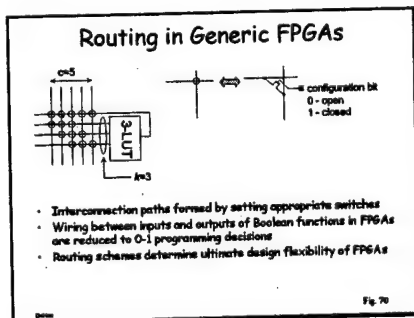 Routing in Generic FPGAs
c=5
3-LUT
k=3
= configuration bit
0 - open
1 - closed
• Interconnection paths formed by setting appropriate switches
• Wiring between inputs and outputs of Boolean functions in FPGAs
are reduced to 0-1 programming decisions
• Routing schemes determine ultimate design flexibility of FPGAs
Fig. 70